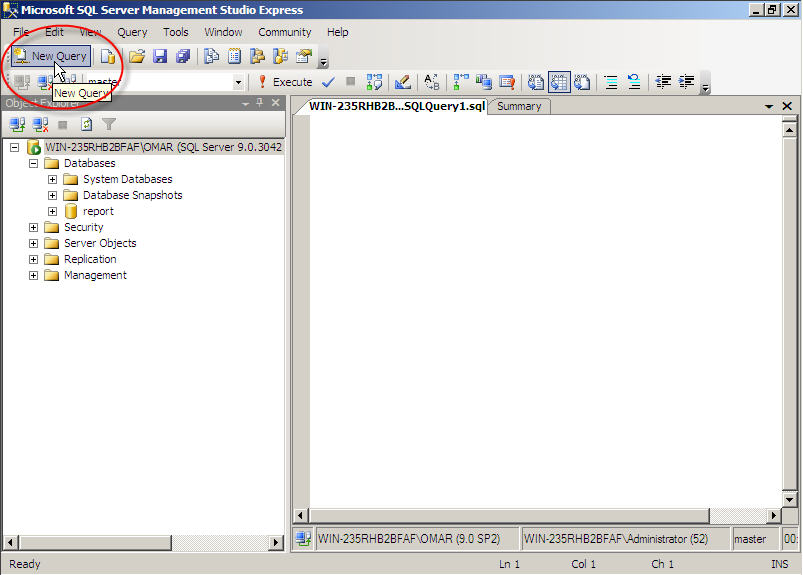 Microsoft SQL Server Management Studio Express
File Edit View Query Tools Window Community Help
New Query
master Execute
New Query
Object Explorer
WIN-235RHB2B...SQLQuery1.sql Summary
WIN-235RHB2BFAF\OMAR (SQL Server 9.0.3042
Databases
System Databases
Database Snapshots
report
Security
Server Objects
Replication
Management
WIN-235RHB2BFAF\OMAR (9.0 SP2) WIN-235RHB2BFAF\Administrator (52) master 00:
Ready Ln 1 Col 1 Ch 1 INS